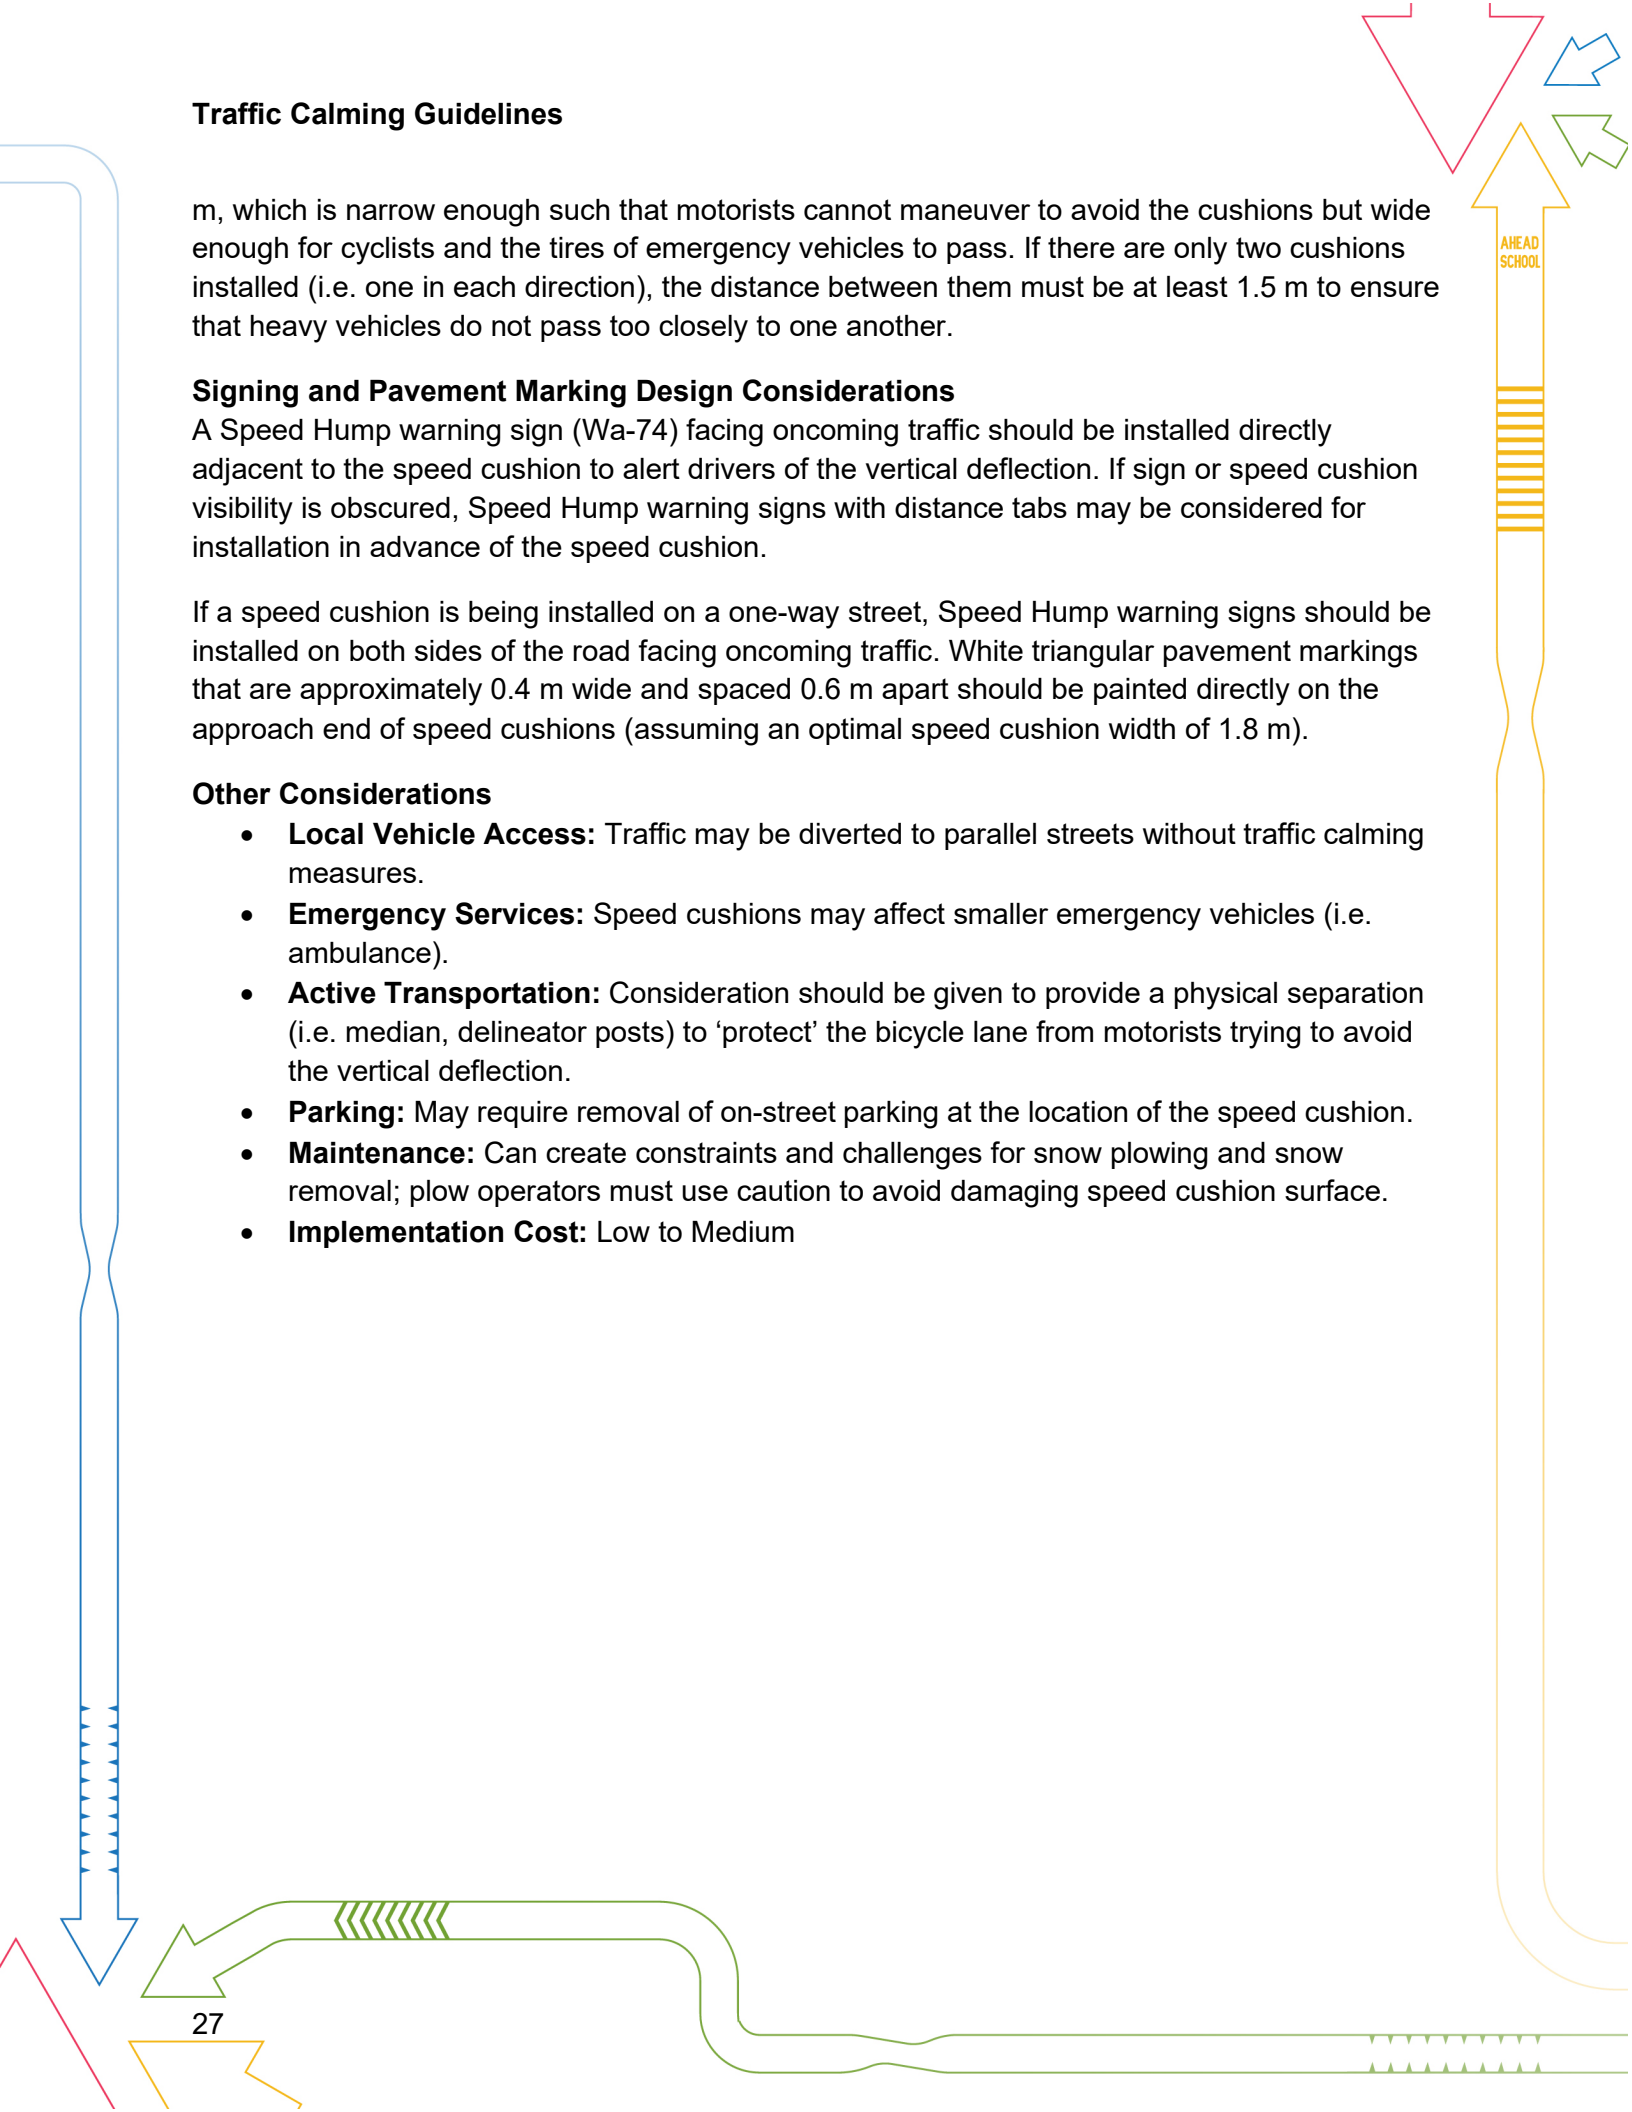 Traffic Calming Guidelines
m, which is narrow enough such that motorists cannot maneuver to avoid the cushions but wide
enough for cyclists and the tires of emergency vehicles to pass. If there are only two cushions
installed (i.e. one in each direction), the distance between them must be at least 1.5 m to ensure
that heavy vehicles do not pass too closely to one another.
Signing and Pavement Marking Design Considerations
A Speed Hump warning sign (Wa-74) facing oncoming traffic should be installed directly
adjacent to the speed cushion to alert drivers of the vertical deflection. If sign or speed cushion
visibility is obscured, Speed Hump warning signs with distance tabs may be considered for
installation in advance of the speed cushion.
If a speed cushion is being installed on a one-way street, Speed Hump warning signs should be
installed on both sides of the road facing oncoming traffic. White triangular pavement markings
that are approximately 0.4 m wide and spaced 0.6 m apart should be painted directly on the
approach end of speed cushions (assuming an optimal speed cushion width of 1.8 m).
Other Considerations
• Local Vehicle Access: Traffic may be diverted to parallel streets without traffic calming
measures.
• Emergency Services: Speed cushions may affect smaller emergency vehicles (i.e.
ambulance).
• Active Transportation: Consideration should be given to provide a physical separation
(i.e. median, delineator posts) to ‘protect’ the bicycle lane from motorists trying to avoid
the vertical deflection.
• Parking: May require removal of on-street parking at the location of the speed cushion.
• Maintenance: Can create constraints and challenges for snow plowing and snow
removal; plow operators must use caution to avoid damaging speed cushion surface.
• Implementation Cost: Low to Medium
AHEAD
SCHOOL
27